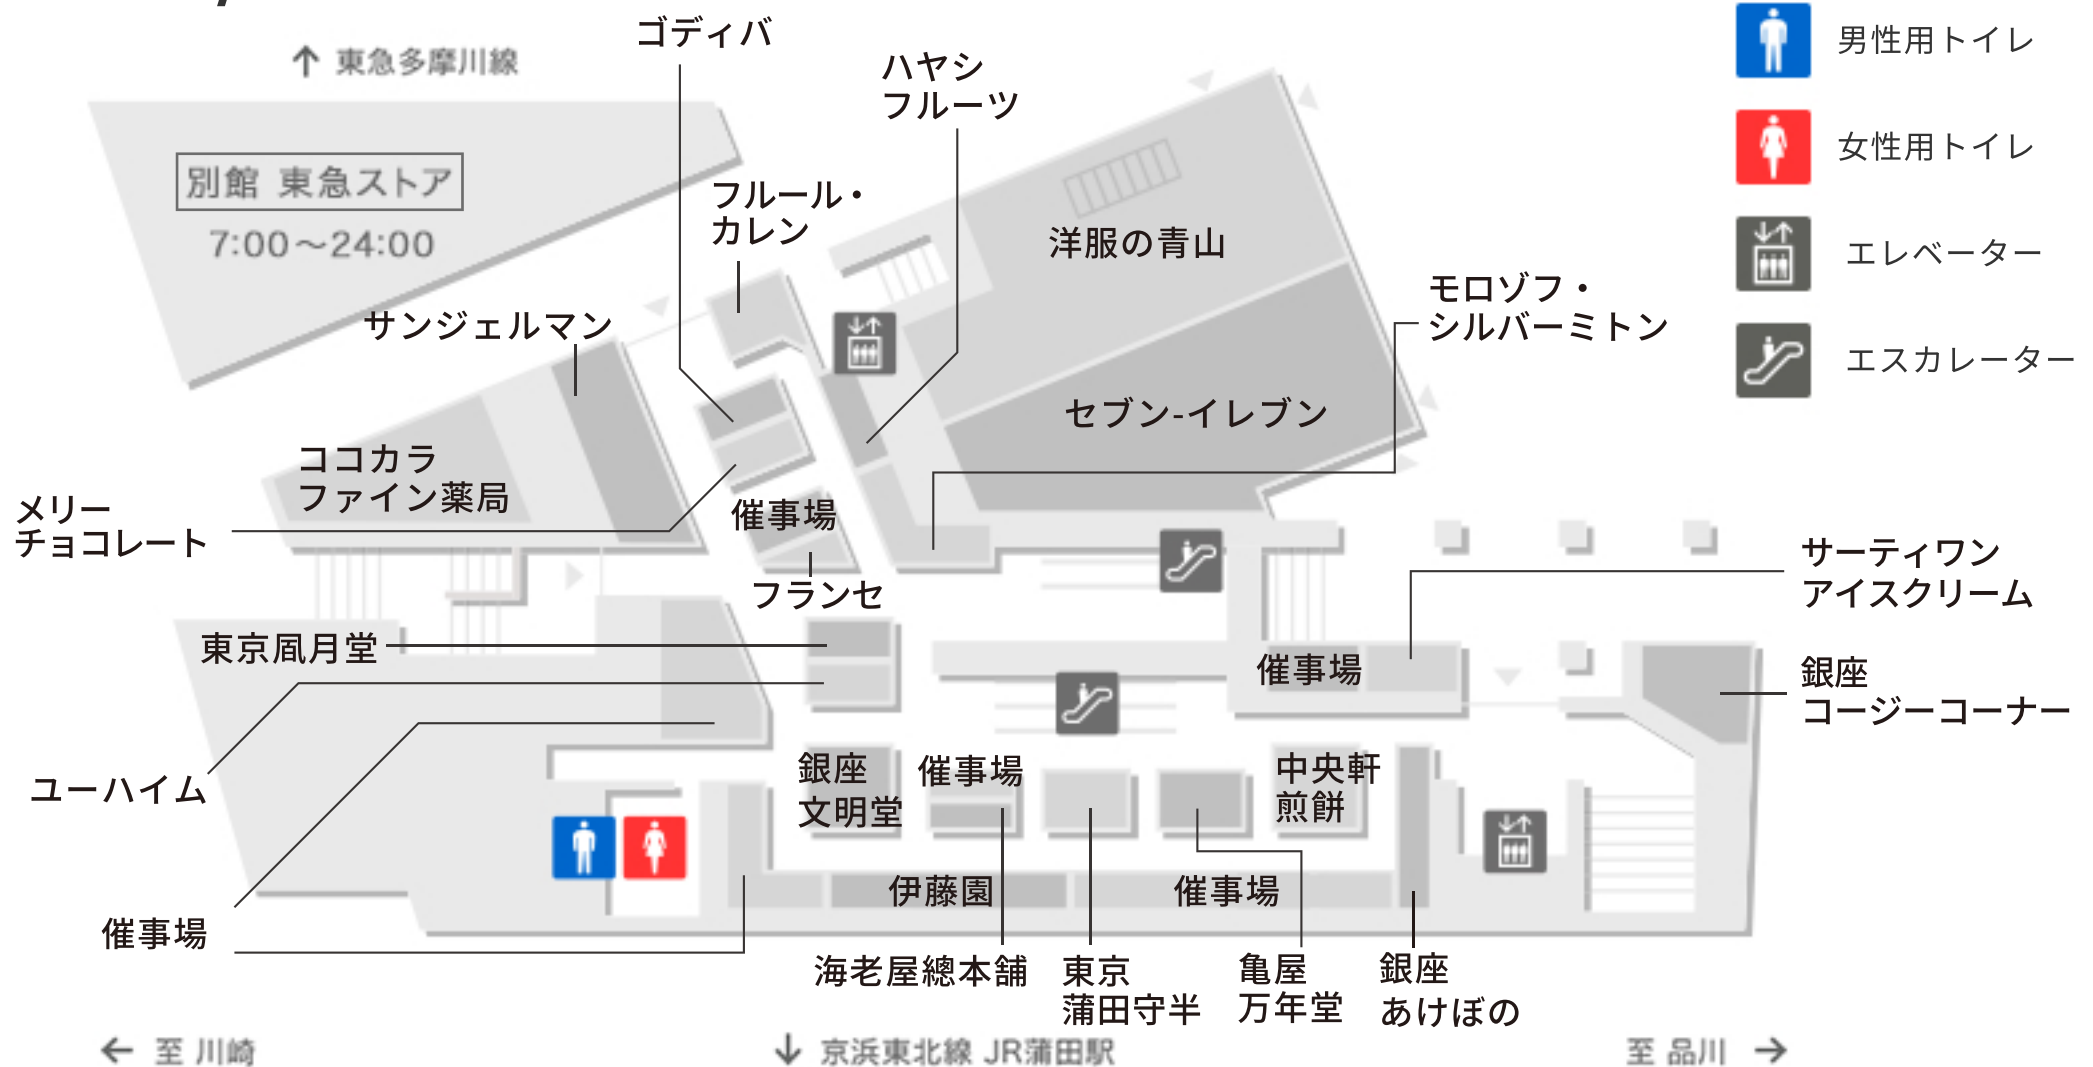 ゴディバ
↑ 東急多摩川線
ハヤシ
フルーツ
男性用トイレ
女性用トイレ
エレベーター
エスカレーター
別館 東急ストア
7:00〜24:00
フルール・
カレン
洋服の青山
モロゾフ・
シルバーミトン
サンジェルマン
セブン-イレブン
ココカラ
ファイン薬局
メリー
チョコレート
催事場
フランセ
サーティワン
アイスクリーム
東京凮月堂
催事場
銀座
コージーコーナー
ユーハイム
銀座
文明堂
催事場
中央軒
煎餅
伊藤園
催事場
催事場
海老屋總本舗
東京
蒲田守半
亀屋
万年堂
銀座
あけぼの
← 至 川崎
↓ 京浜東北線 JR蒲田駅
至 品川 →